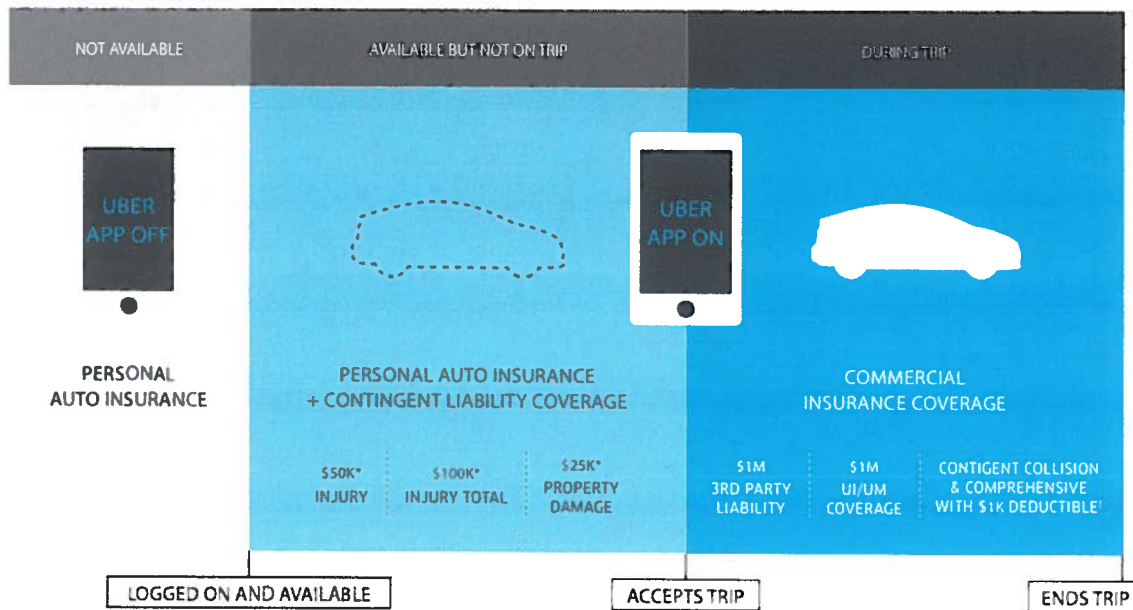 NOT AVAILABLE
AVAILABLE BUT NOT ON TRIP
DURING TRIP
UBER
APP OFF
UBER
APP ON
PERSONAL
AUTO INSURANCE
PERSONAL AUTO INSURANCE
+ CONTINGENT LIABILITY COVERAGE
COMMERCIAL
INSURANCE COVERAGE
$50K*
INJURY
$100K*
INJURY TOTAL
$25K*
PROPERTY
DAMAGE
$1M
3RD PARTY
LIABILITY
$1M
UI/UM
COVERAGE
CONTIGENT COLLISION
& COMPREHENSIVE
WITH $1K DEDUCTIBLE
LOGGED ON AND AVAILABLE
ACCEPTS TRIP
ENDS TRIP